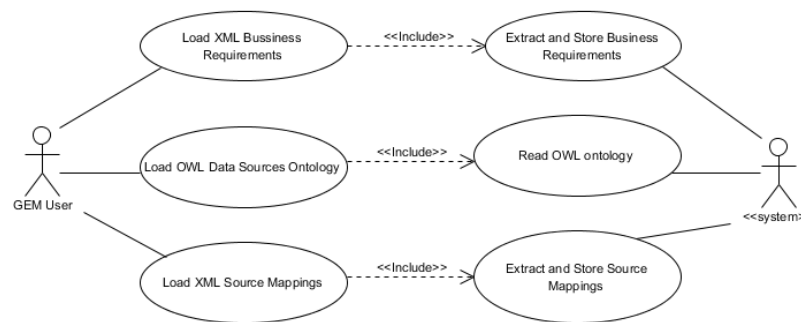 Load XML Bussiness
Requirements
<<Include>>
Extract and Store Business
Requirements
Load OWL Data Sources Ontology
<<Include>>
Read OWL ontology
GEM User
<<system>
Load XML Source Mappings
<<Include>>
Extract and Store Source
Mappings